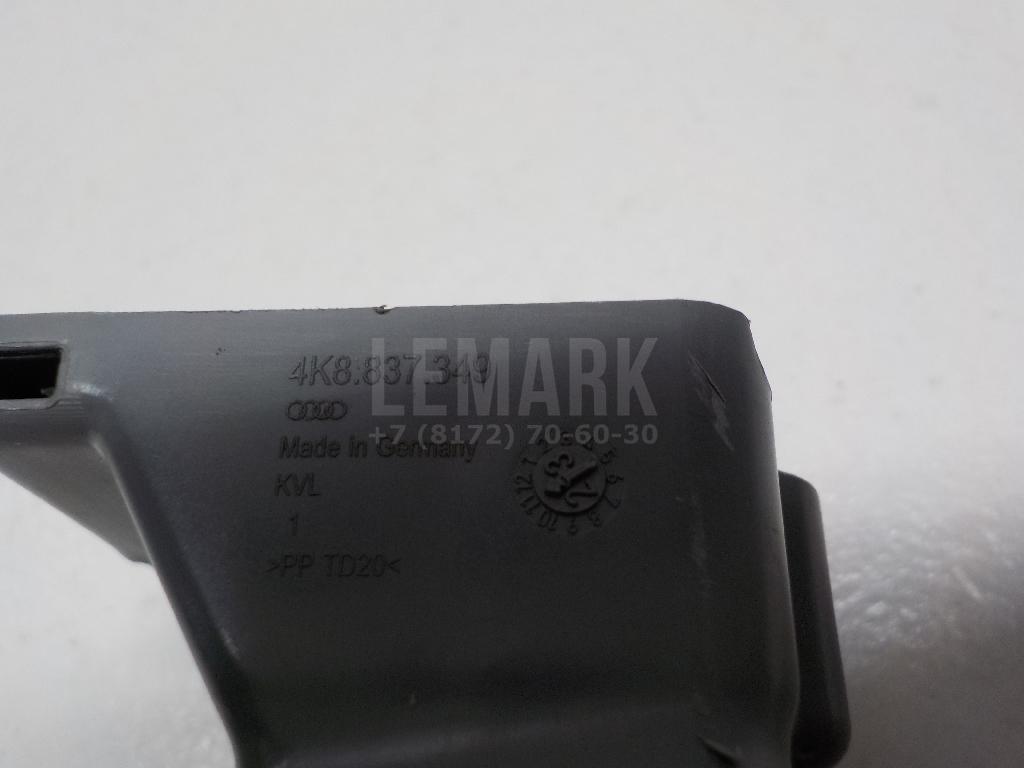 4K8.837.349
LEMARK
+7 (8172) 70-60-30
Made in Germany
KVL
1
>PP TD20<